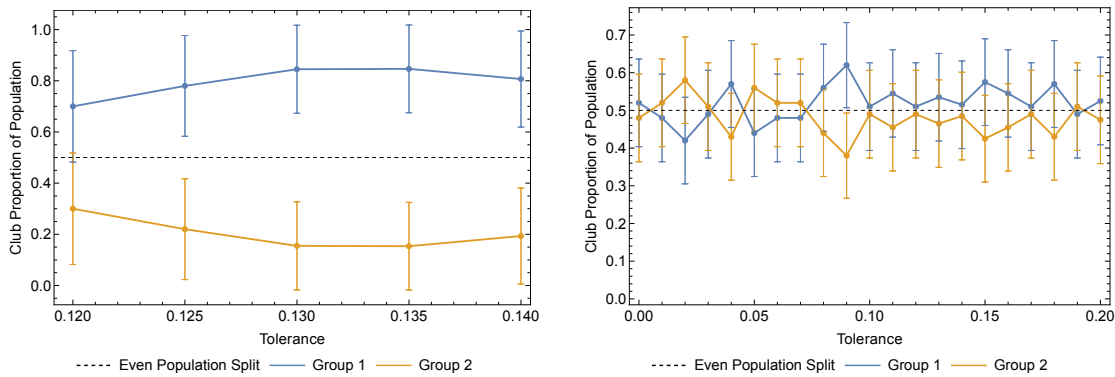 1.0
0.8
0.6
0.4
0.2
0.0
Club Proportion of Population
0.120 0.125 0.130 0.135 0.140
Tolerance
Even Population Split Group 1 Group 2
0.7
0.6
0.5
0.4
0.3
0.2
0.1
0.0
Club Proportion of Population
0.00 0.05 0.10 0.15 0.20
Tolerance
Even Population Split Group 1 Group 2